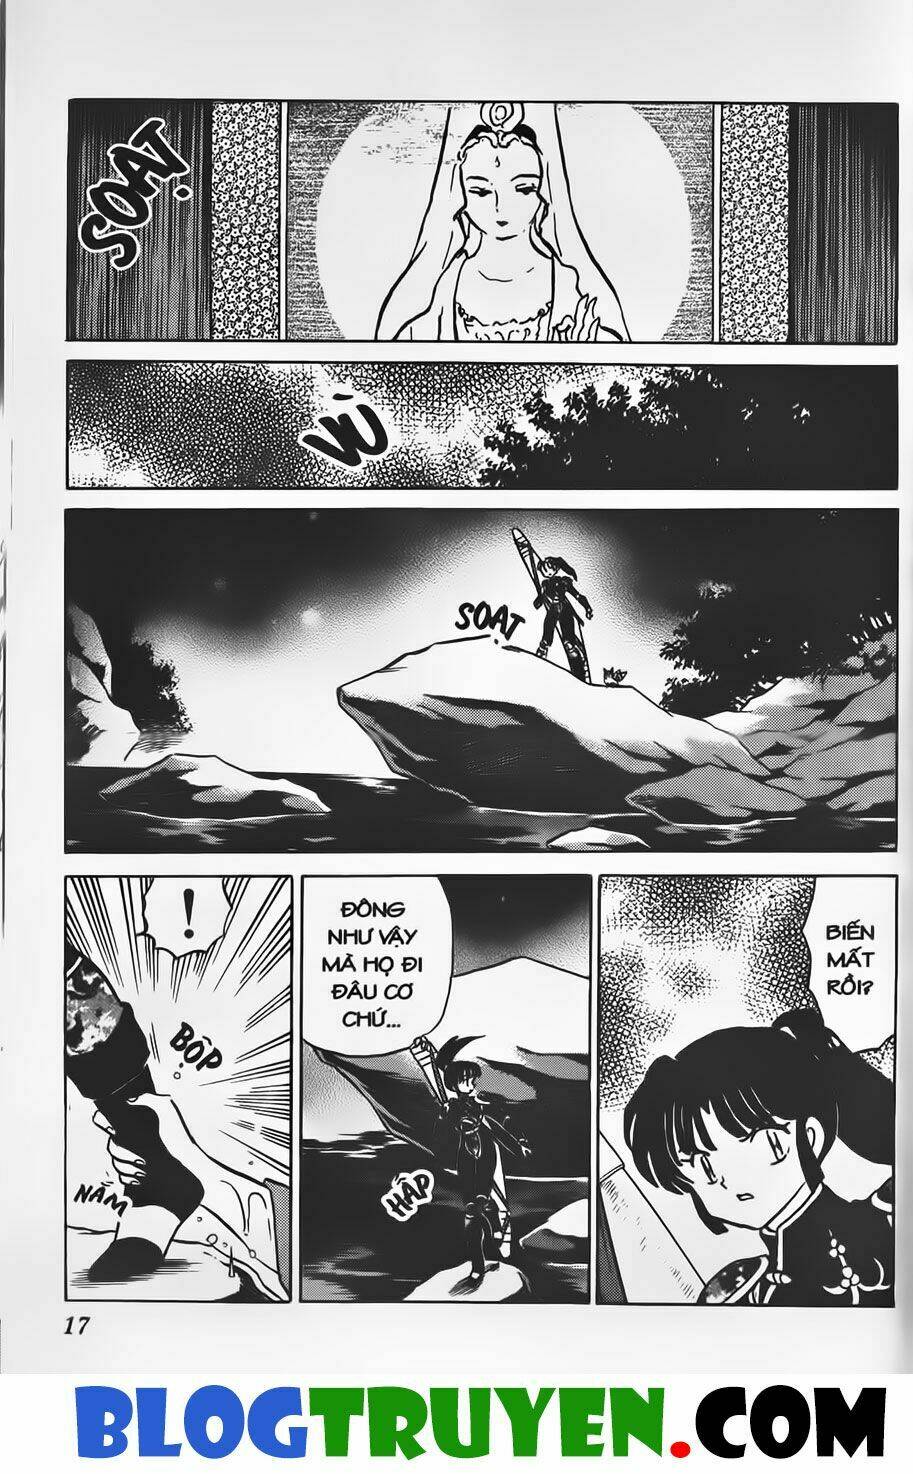 SOẠT
VÙ
SOẠT
BIẾN
MẤT
RỒI?
ĐÔNG
NHƯ VẬY
MÀ HỌ ĐI
ĐÂU CƠ
CHỨ...
HẤP
!
BỘP
NẮM
17
BLOGTRUYEN.COM